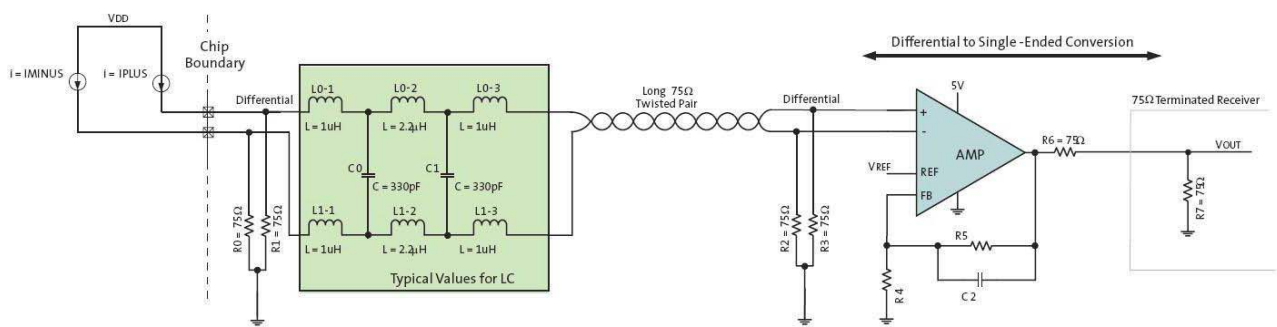 VDD
i = IMINUS
i = IPLUS
Chip
Boundary
Differential
R0 = 75Ω
R1 = 75Ω
L0-1
L = 1uH
L0-2
L = 2.2μH
L0-3
L = 1uH
C0
C = 330pF
C1
C = 330pF
L1-1
L = 1uH
L1-2
L = 2.2μH
L1-3
L = 1uH
Typical Values for LC
Long 75Ω
Twisted Pair
Differential
R2 = 75Ω
R3 = 75Ω
Differential to Single -Ended Conversion
5V
+
-
AMP
VREF
REF
FB
R4
R5
C2
R6 = 75Ω
75Ω Terminated Receiver
VOUT
R7 = 75Ω